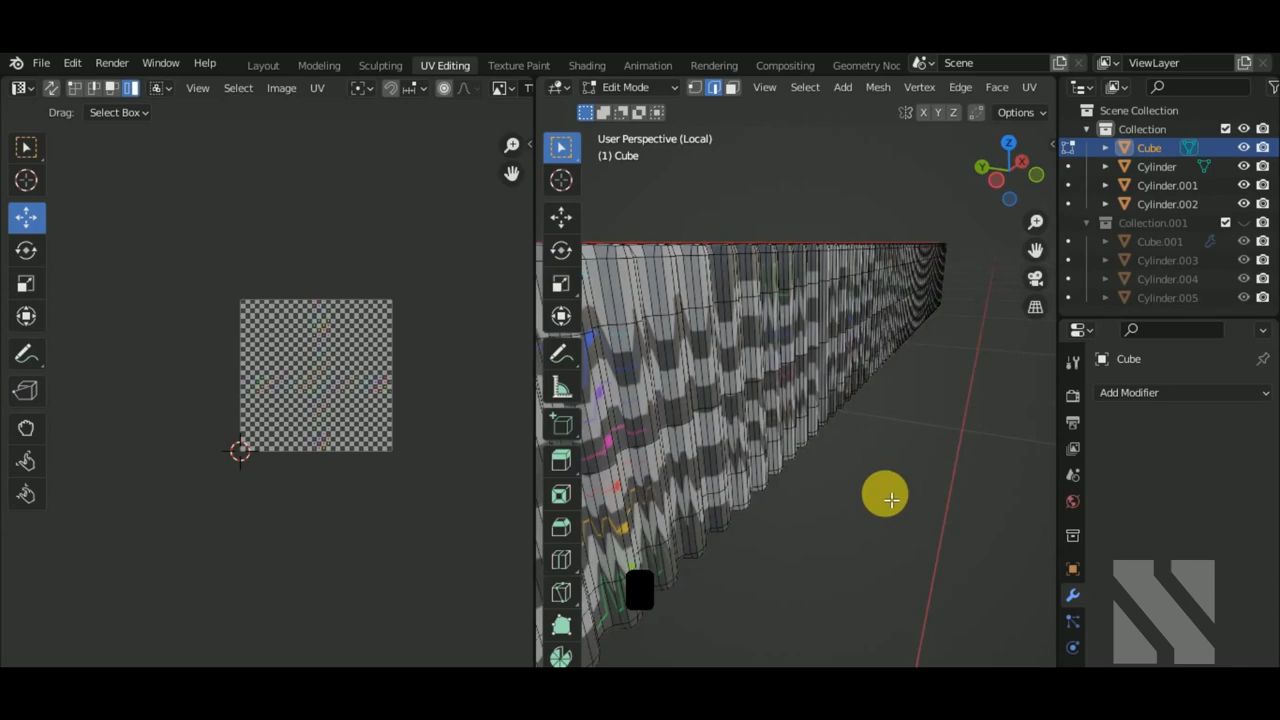 File Edit Render Window Help
Layout Modeling Sculpting UV Editing Texture Paint Shading Animation Rendering Compositing Geometry Noc
Scene
ViewLayer
View Select Image UV
Edit Mode
View Select Add Mesh Vertex Edge Face UV
Drag: Select Box
X Y Z
Options
User Perspective (Local)
(1) Cube
Z
Y
X
Scene Collection
Collection
Cube
Cylinder
Cylinder.001
Cylinder.002
Collection.001
Cube.001
Cylinder.003
Cylinder.004
Cylinder.005
Cube
Add Modifier